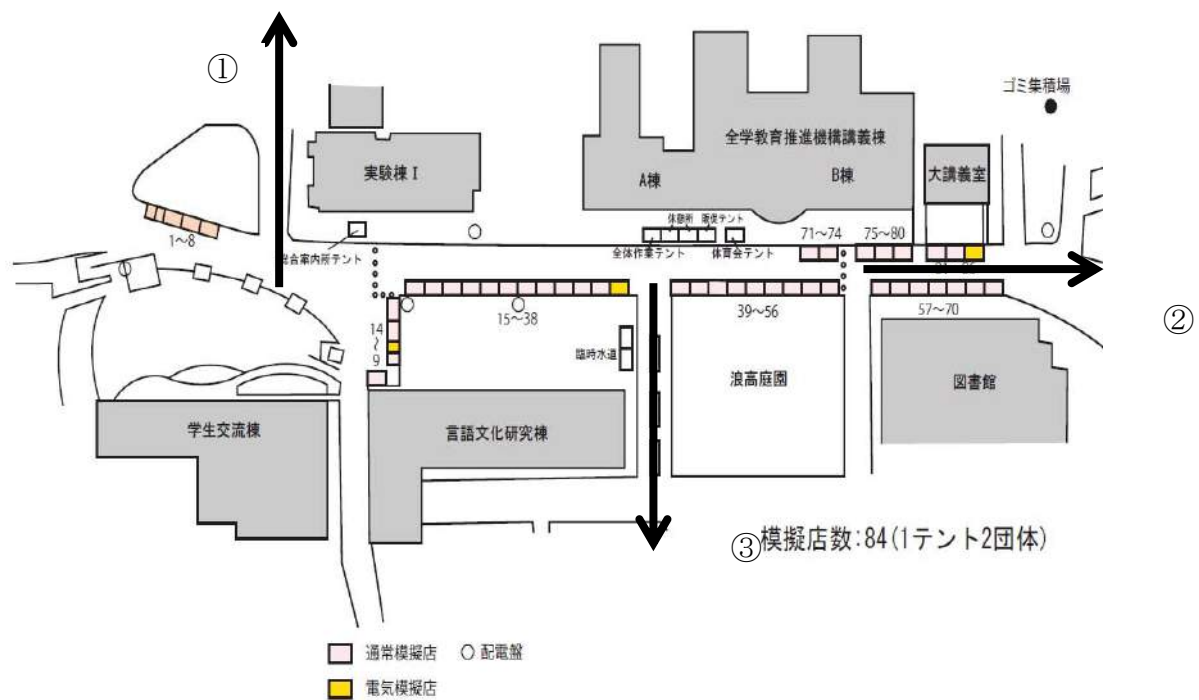 ①
ゴミ集積場
全学教育推進機構講義棟
実験棟Ⅰ
A棟
B棟
大講義室
休憩所
販促テント
1〜8
71〜74
75〜80
総合案内所テント
全体作業テント
体育会テント
②
15〜38
39〜56
57〜70
14
〜
9
臨時水道
浪高庭園
図書館
学生交流棟
言語文化研究棟
③模擬店数:84(1テント2団体)
通常模擬店
配電盤
電気模擬店